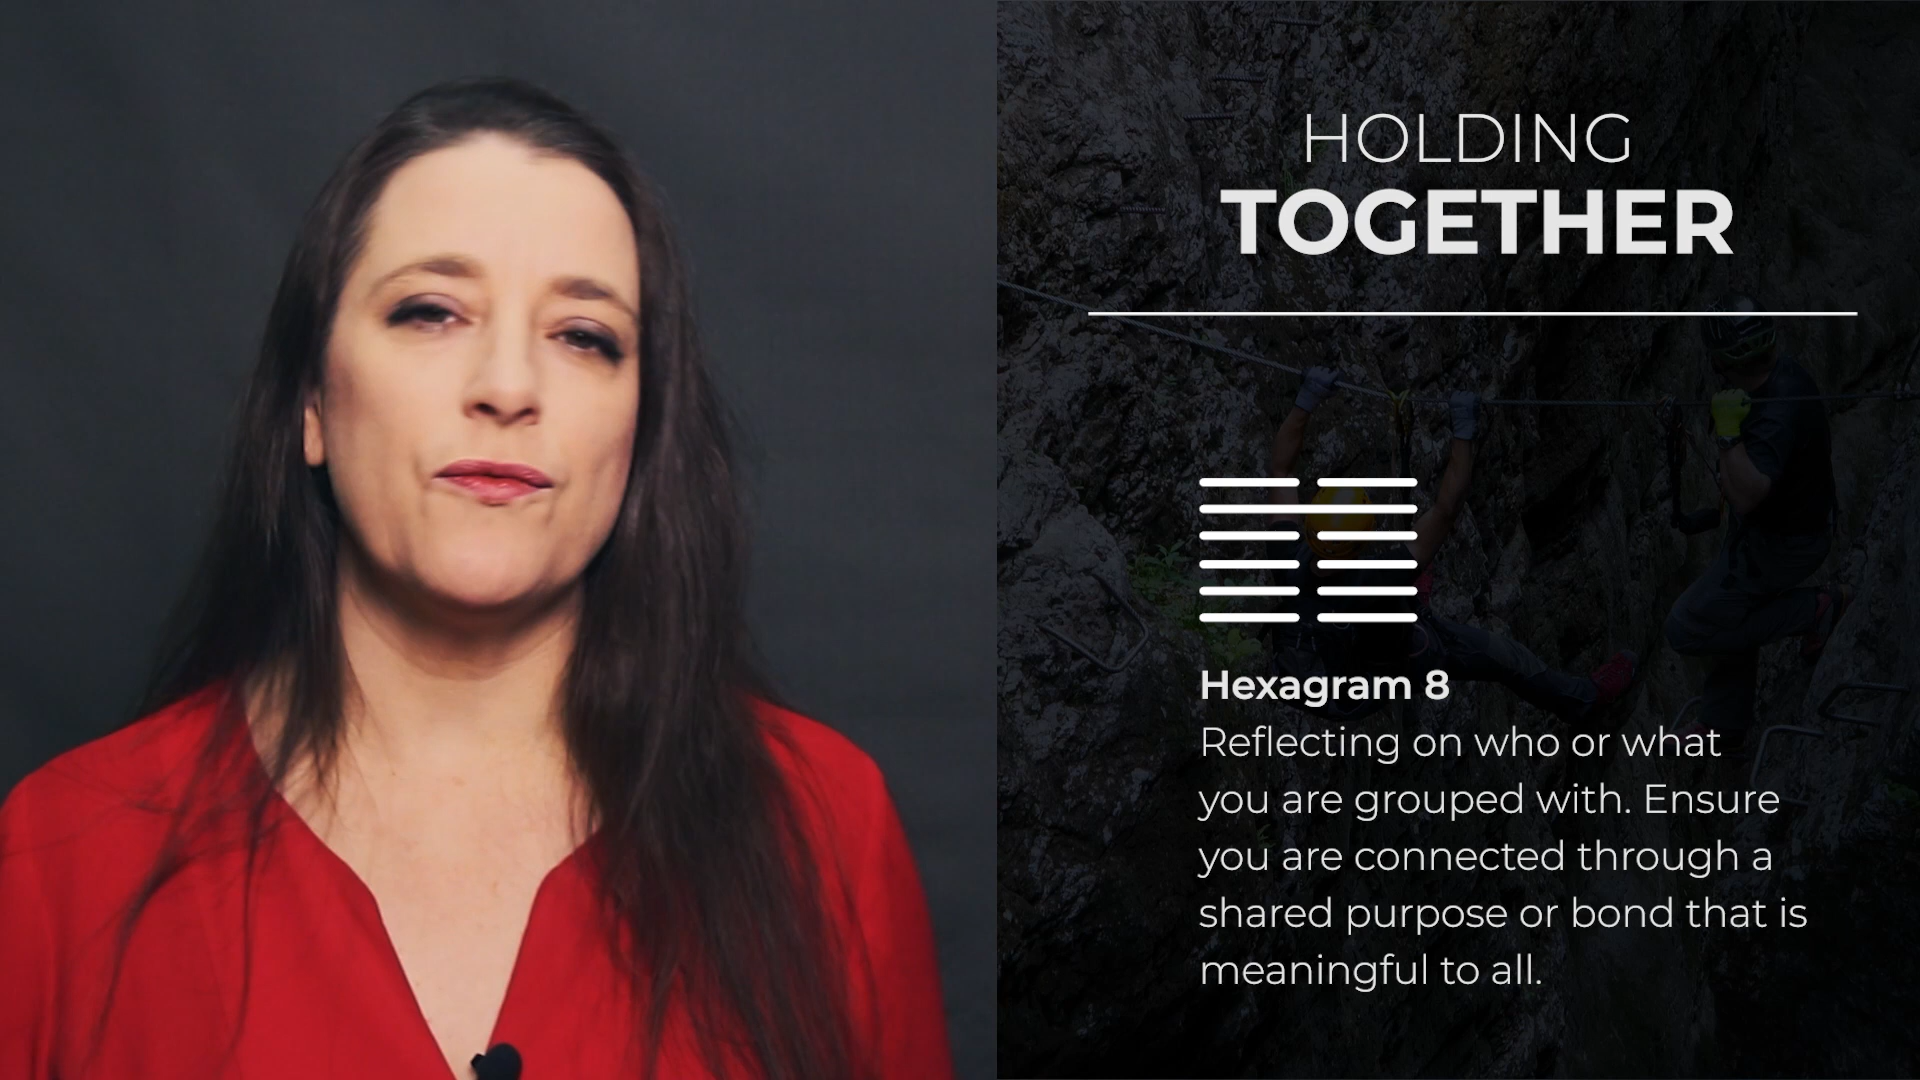 HOLDING
TOGETHER
Hexagram 8
Reflecting on who or what
you are grouped with. Ensure
you are connected through a
shared purpose or bond that is
meaningful to all.